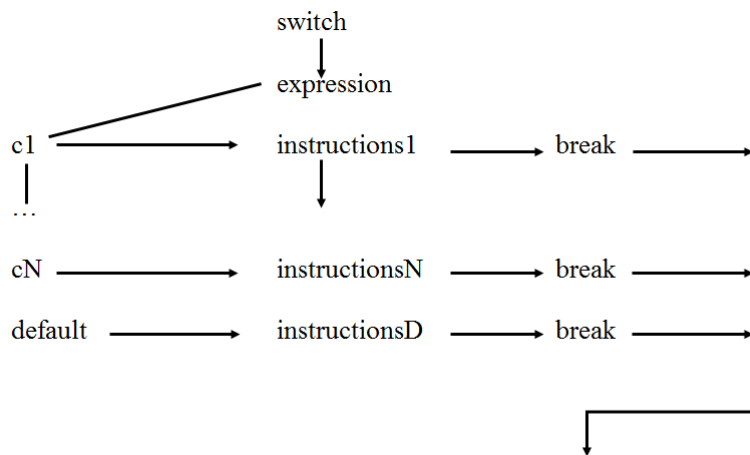 switch
expression
c1 instructions1 break
...
cN instructionsN break
default instructionsD break